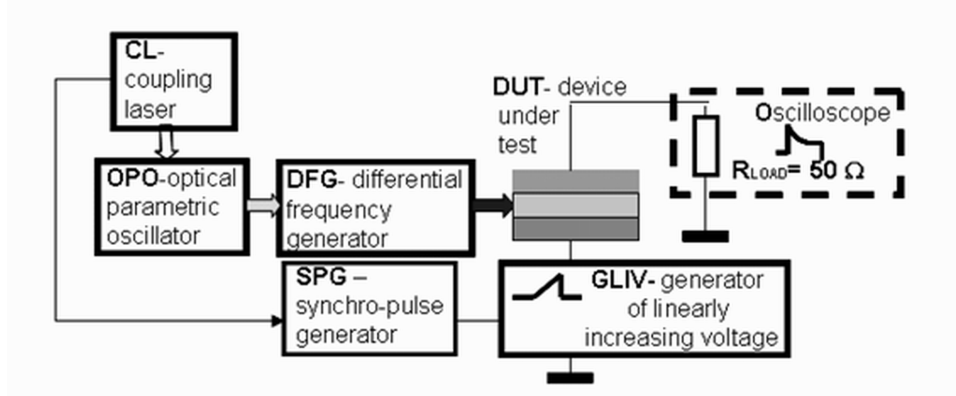 CL-
coupling
laser
DUT- device
under
test
Oscilloscope
RLOAD= 50 Ω
OPO-optical
parametric
oscillator
DFG- differential
frequency
generator
SPG –
synchro-pulse
generator
GLIV- generator
of linearly
increasing voltage